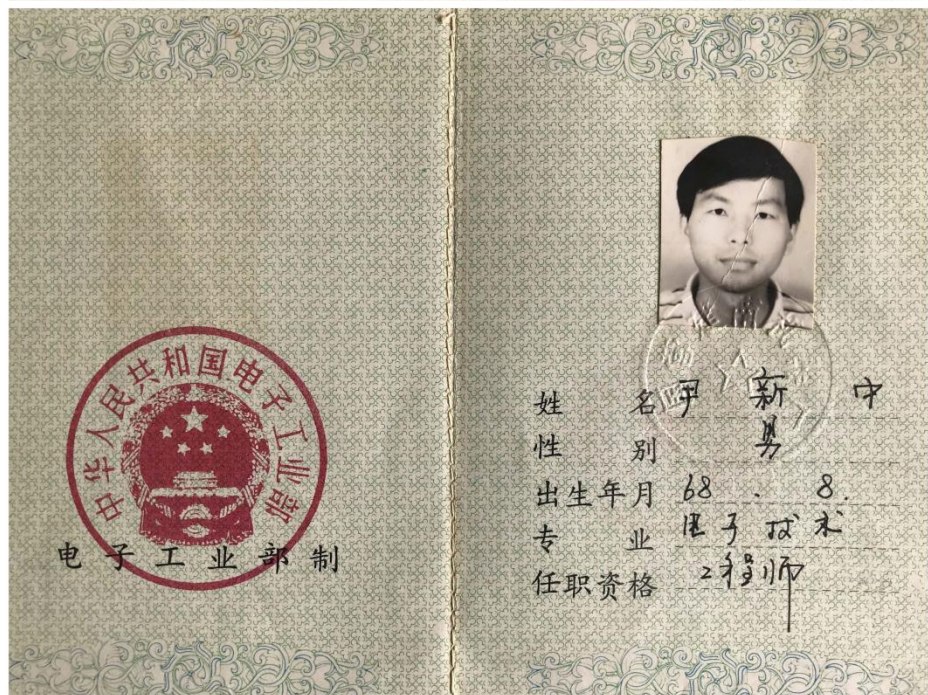 中华人民共和国电子工业部
电子工业部制
姓名 新中
性别 男
出生年月 68.8.
专业 电子技术
任职资格 工程师